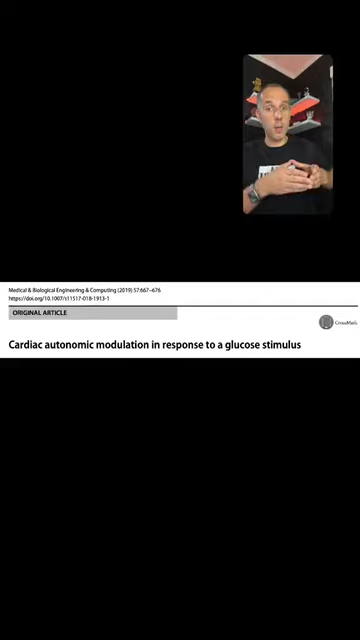 Medical & Biological Engineering & Computing (2019) 57:667–676
https://doi.org/10.1007/s11517-018-1913-1
ORIGINAL ARTICLE
CrossMark
Cardiac autonomic modulation in response to a glucose stimulus